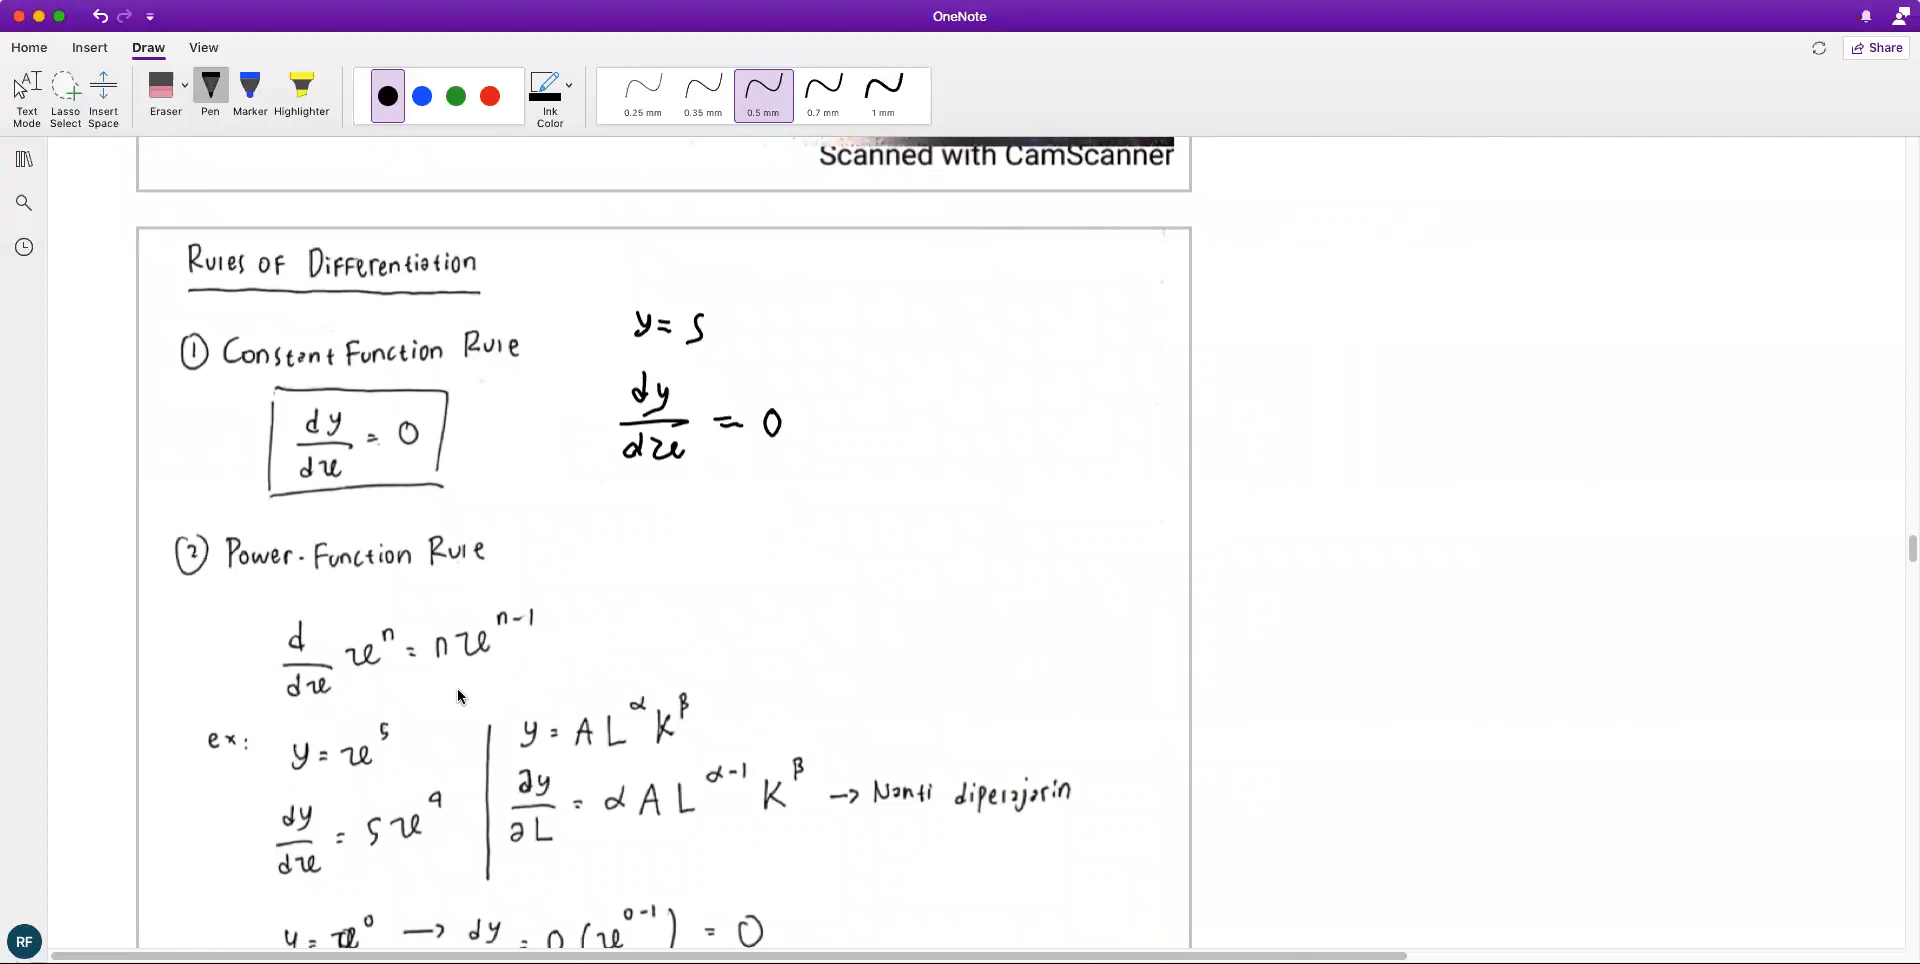 OneNote
Home Insert Draw View
Share
Text Mode Lasso Select Insert Space Eraser Pen Marker Highlighter Ink Color 0.25 mm 0.35 mm 0.5 mm 0.7 mm 1 mm
Scanned with CamScanner
Rules of Differentiation
① Constant Function Rule
dy/dx = 0
y = 5
dy/dx = 0
② Power-Function Rule
d/dx x^n = n x^(n-1)
ex: y = x^5
dy/dx = 5x^4
y = A L^α K^β
∂y/∂L = α A L^(α-1) K^β → Nanti dipelajarin
y = x^0 → dy = 0 (x^(0-1)) = 0
RF